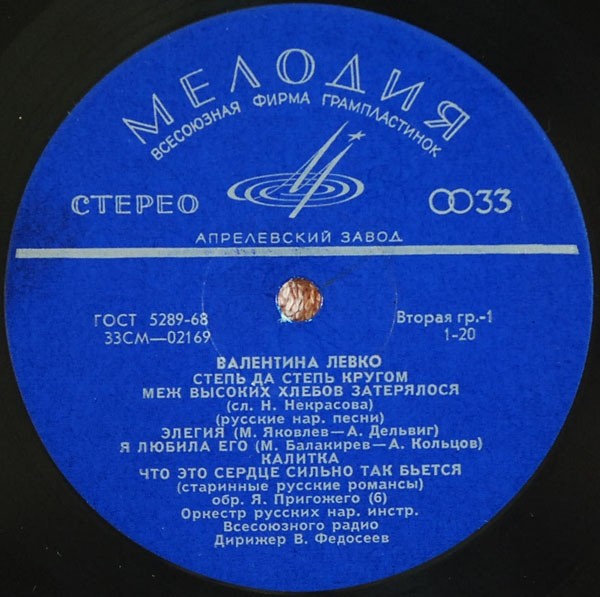 МЕЛОДИЯ
ВСЕСОЮЗНАЯ ФИРМА ГРАМПЛАСТИНОК
СТЕРЕО
33
АПРЕЛЕВСКИЙ ЗАВОД
ГОСТ 5289-68
Вторая гр.-1
33СМ—02169
1-20
ВАЛЕНТИНА ЛЕВКО
СТЕПЬ ДА СТЕПЬ КРУГОМ
МЕЖ ВЫСОКИХ ХЛЕБОВ ЗАТЕРЯЛОСЯ
(сл. Н. Некрасова)
(русские нар. песни)
ЭЛЕГИЯ (М. Яковлев—А. Дельвиг)
Я ЛЮБИЛА ЕГО (М. Балакирев—А. Кольцов)
КАЛИТКА
ЧТО ЭТО СЕРДЦЕ СИЛЬНО ТАК БЬЕТСЯ
(старинные русские романсы)
обр. Я. Пригожего (6)
Оркестр русских нар. инстр.
Всесоюзного радио
Дирижер В. Федосеев